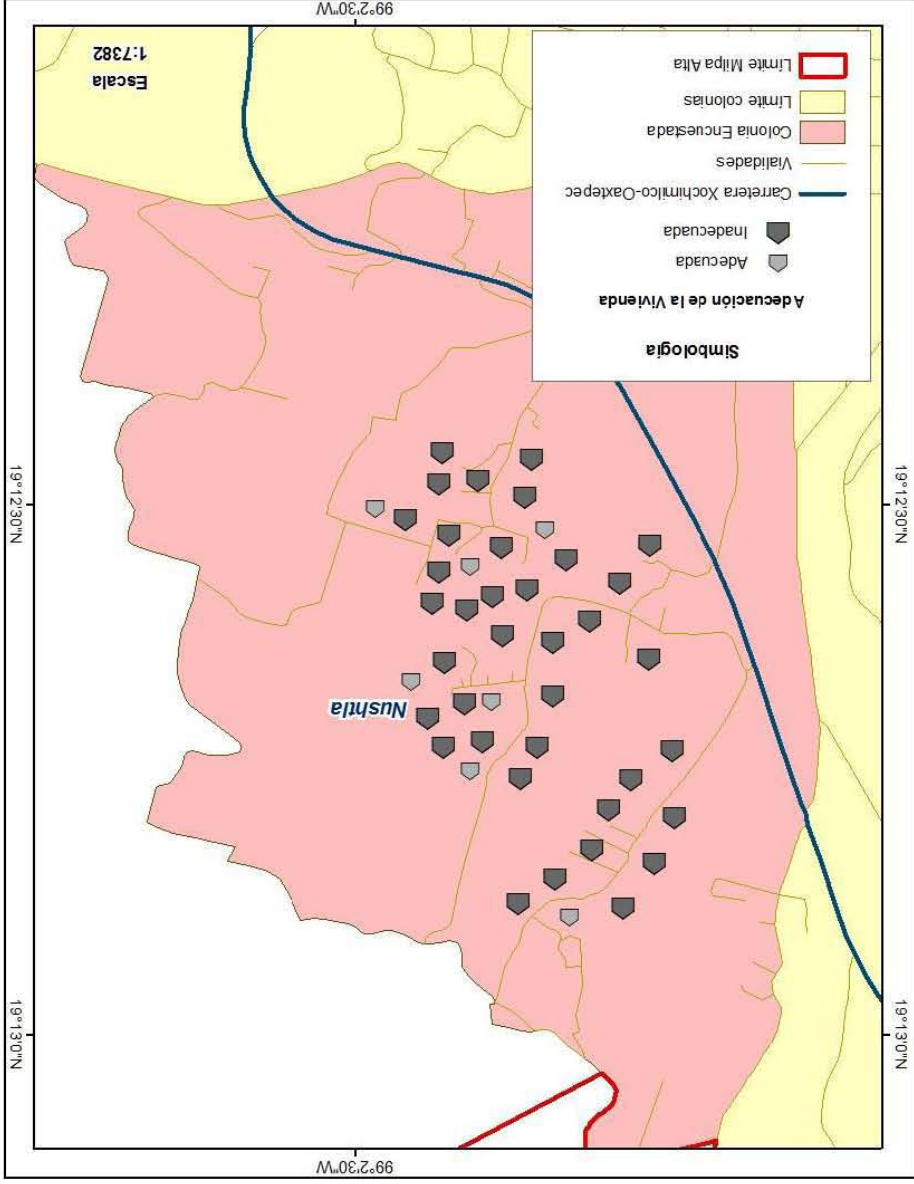 19°13'0"N
19°13'0"N
99°2'30"W
Nushtla
19°12'30"N
19°12'30"N
Simbología
Adecuación de la Vivienda
Adecuada
Inadecuada
Carretera Xochimilco-Oaxtepec
Vialidades
Colonia Encuestada
Límite colonias
Límite Milpa Alta
Escala
1:7382
99°2'30"W